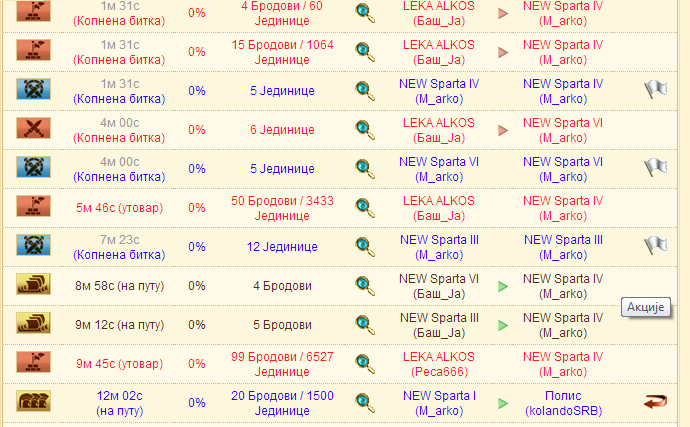 1м 31с
(Копнена битка)
0%
4 Бродови / 60
Јединице
LEKA ALKOS
(Баш_Ја)
NEW Sparta IV
(M_arko)
1м 31с
(Копнена битка)
0%
15 Бродови / 1064
Јединице
LEKA ALKOS
(Баш_Ја)
NEW Sparta IV
(M_arko)
1м 31с
(Копнена битка)
0%
5 Јединице
NEW Sparta IV
(M_arko)
NEW Sparta IV
(M_arko)
4м 00с
(Копнена битка)
0%
6 Јединице
LEKA ALKOS
(Баш_Ја)
NEW Sparta VI
(M_arko)
4м 00с
(Копнена битка)
0%
5 Јединице
NEW Sparta VI
(M_arko)
NEW Sparta VI
(M_arko)
5м 46с (утовар)
0%
50 Бродови / 3433
Јединице
LEKA ALKOS
(Баш_Ја)
NEW Sparta IV
(M_arko)
7м 23с
(Копнена битка)
0%
12 Јединице
NEW Sparta III
(M_arko)
NEW Sparta III
(M_arko)
8м 58с (на путу)
0%
4 Бродови
NEW Sparta VI
(Баш_Ја)
NEW Sparta IV
(M_arko)
Акције
9м 12с (на путу)
0%
5 Бродови
NEW Sparta III
(Баш_Ја)
NEW Sparta IV
(M_arko)
9м 45с (утовар)
0%
99 Бродови / 6527
Јединице
LEKA ALKOS
(Реса666)
NEW Sparta IV
(M_arko)
12м 02с
(на путу)
0%
20 Бродови / 1500
Јединице
NEW Sparta I
(M_arko)
Попис
(kolandoSRB)